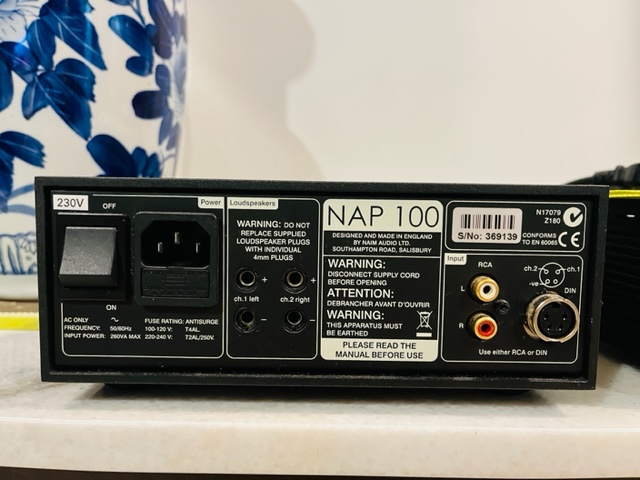 230V
OFF
Power
ON
AC ONLY
FREQUENCY: 50/60Hz
INPUT POWER: 260VA MAX
FUSE RATING: ANTISURGE
100-120 V: T4AL.
220-240 V: T2AL/250V.
Loudspeakers
WARNING: DO NOT
REPLACE SUPPLIED
LOUDSPEAKER PLUGS
WITH INDIVIDUAL
4mm PLUGS
+ +
ch.1 left ch.2 right
- -
NAP 100
DESIGNED AND MADE IN ENGLAND
BY NAIM AUDIO LTD.
SOUTHAMPTON ROAD, SALISBURY
WARNING:
DISCONNECT SUPPLY CORD
BEFORE OPENING
ATTENTION:
DEBRANCHER AVANT D'OUVRIR
WARNING:
THIS APPARATUS MUST
BE EARTHED
PLEASE READ THE
MANUAL BEFORE USE
S/No: 369139
N17079
Z180
CONFORMS
TO EN 60065
CE
Input
RCA
L
R
ch.2 ch.1
-ve
DIN
Use either RCA or DIN